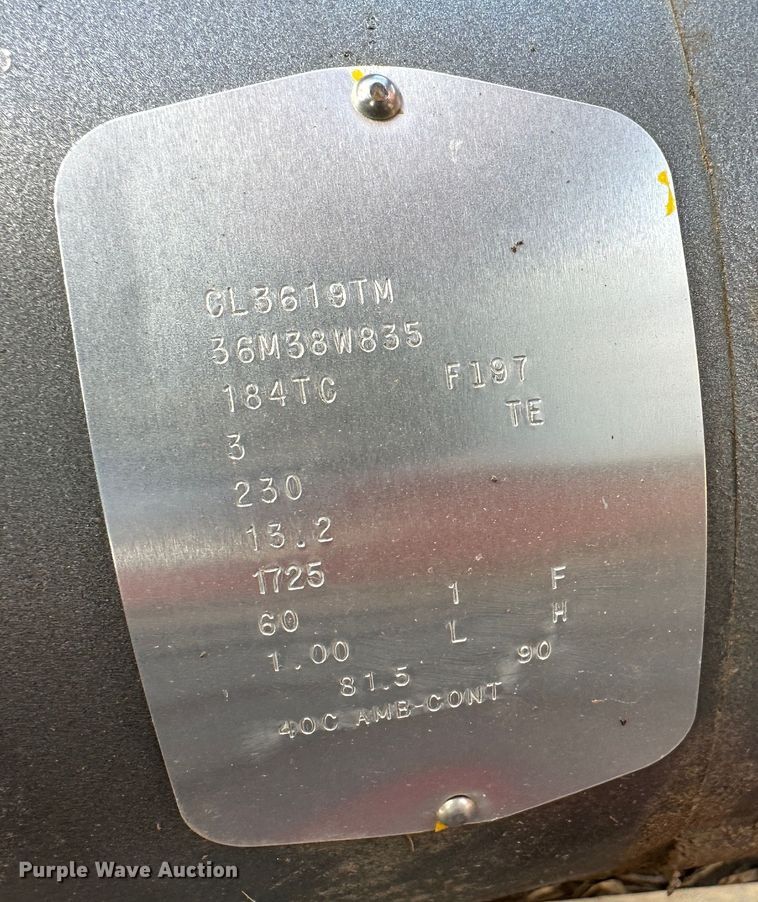 CL3619TM
36M38W835
184TC F197
TE
3
230
13.2
1725
60 1 F
1.00 L H
81.5 90
40C AMB-CONT
Purple Wave Auction